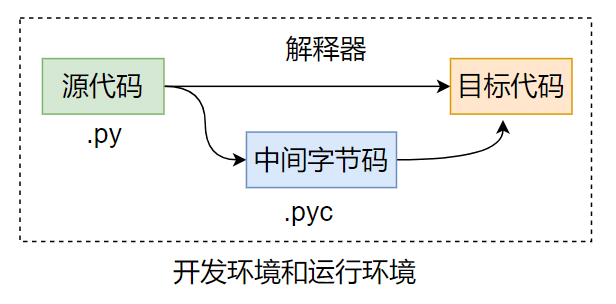 解释器
源代码
目标代码
.py
中间字节码
.pyc
开发环境和运行环境